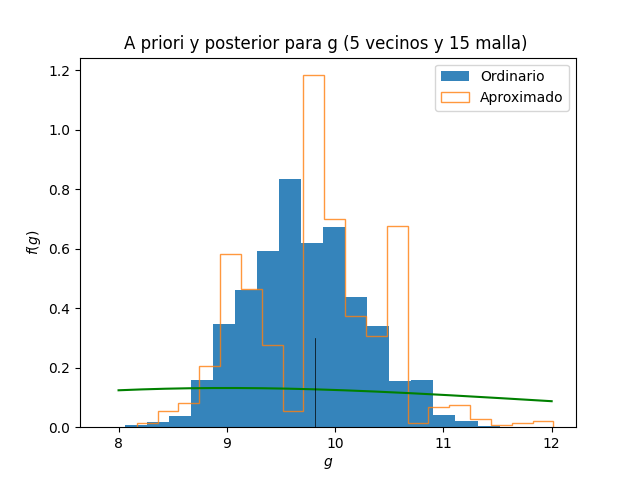 A priori y posterior para g (5 vecinos y 15 malla)
Ordinario
Aproximado
1.2
1.0
0.8
0.6
0.4
0.2
0.0
f(g)
8
9
10
11
12
g